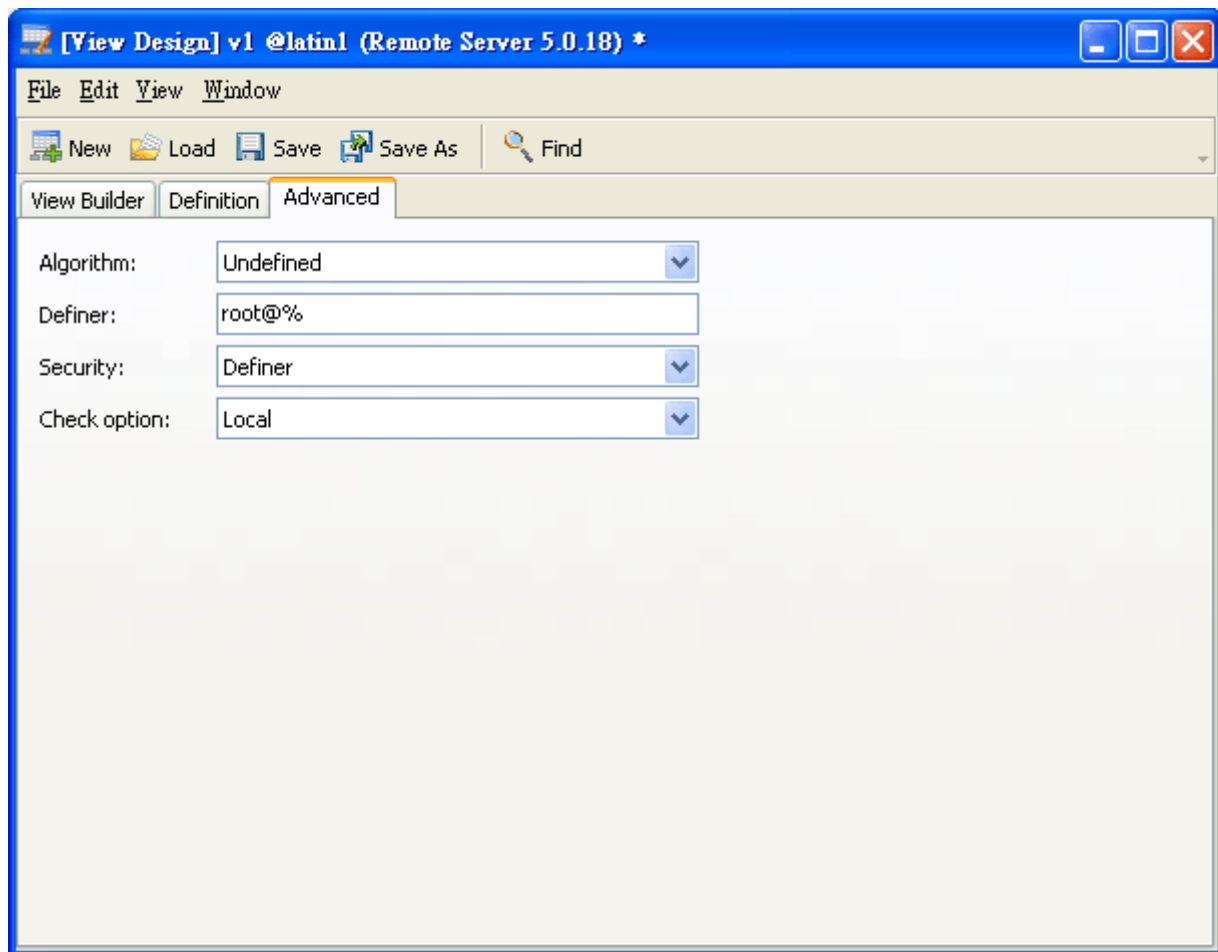 [View Design] v1 @latin1 (Remote Server 5.0.18) *
File Edit View Window
New Load Save Save As Find
View Builder Definition Advanced
Algorithm: Undefined
Definer: root@%
Security: Definer
Check option: Local